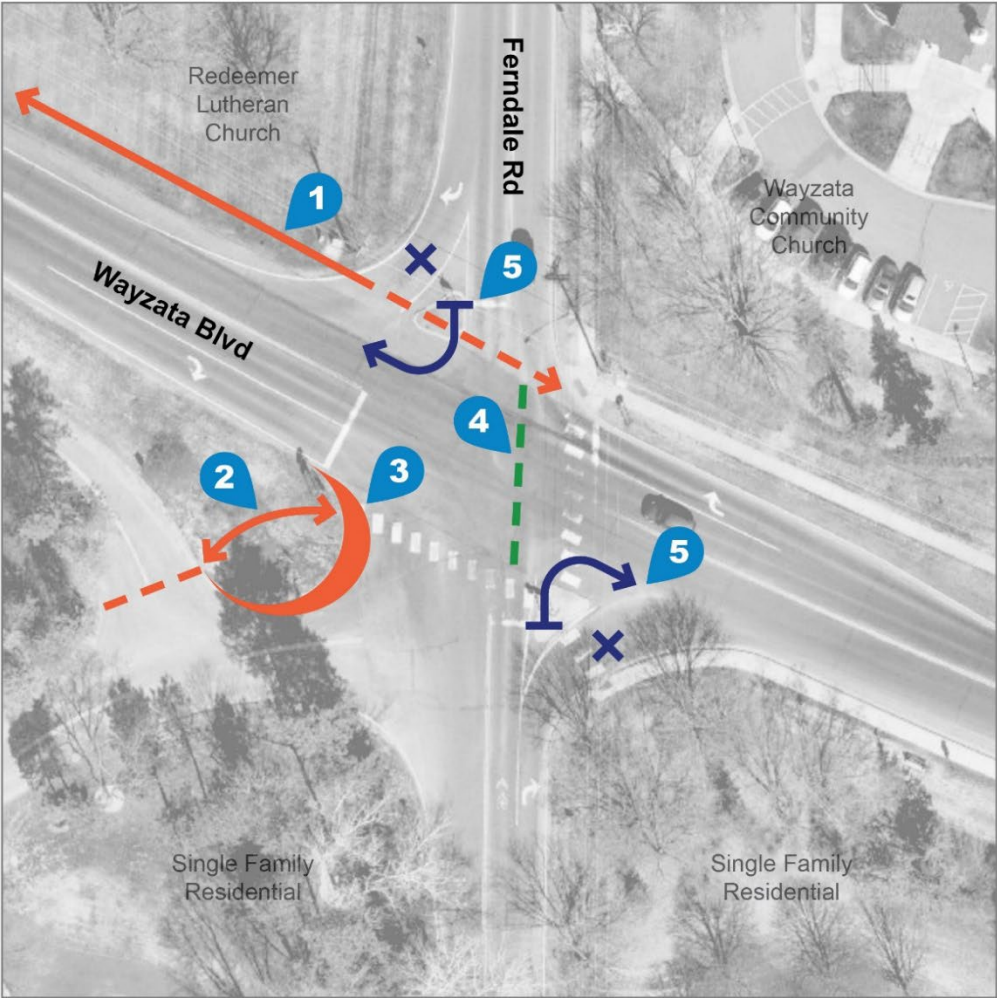 Redeemer
Lutheran
Church
Ferndale Rd
Wayzata
Community
Church
1
5
Wayzata Blvd
4
2
3
5
Single Family
Residential
Single Family
Residential